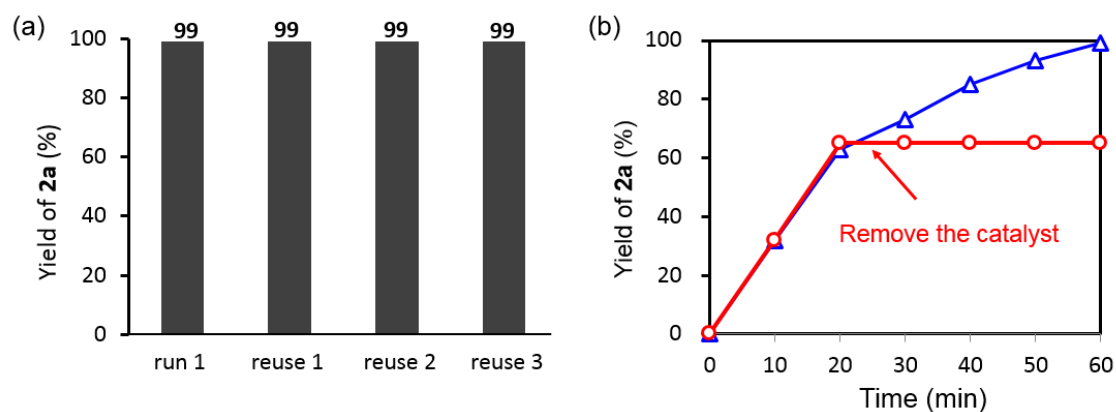 (a)
Yield of 2a (%)
100
80
60
40
20
0
99
99
99
99
run 1
reuse 1
reuse 2
reuse 3
(b)
Yield of 2a (%)
100
80
60
40
20
0
Remove the catalyst
0
10
20
30
40
50
60
Time (min)